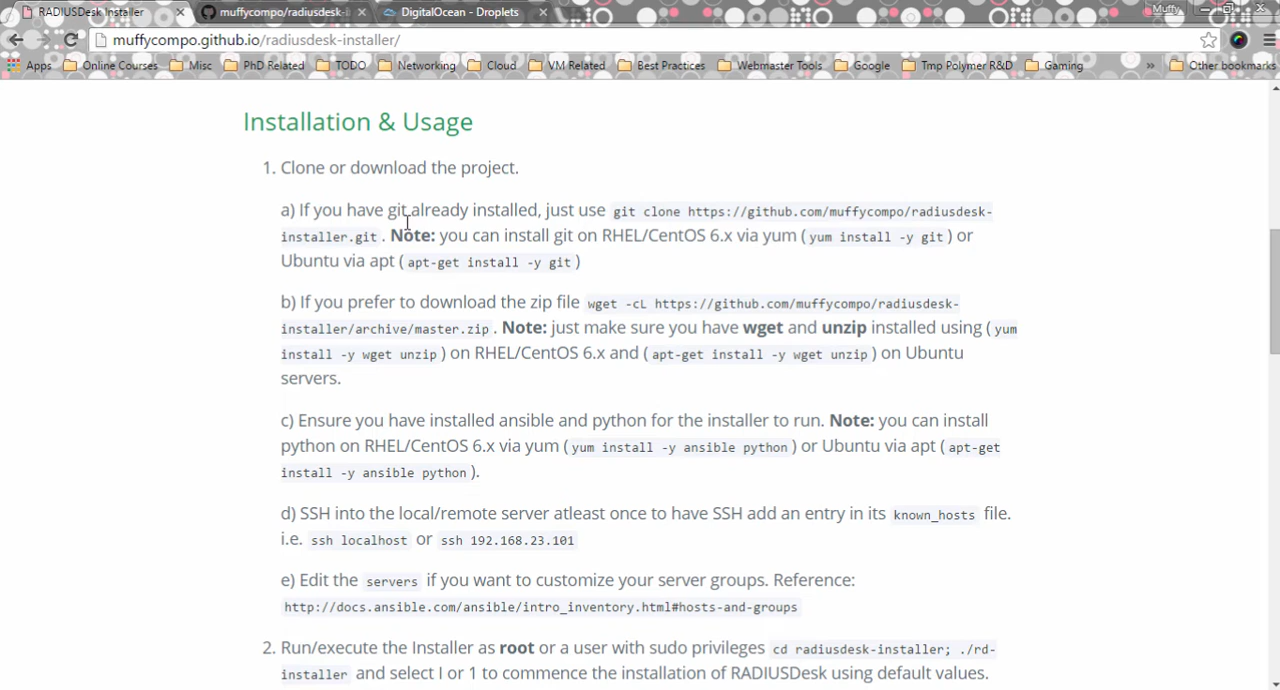 RADIUSDesk Installer
muffycompo/radiusdesk-i
DigitalOcean - Droplets
Muffy
muffycompo.github.io/radiusdesk-installer/
Apps Online Courses Misc PhD Related TODO Networking Cloud VM Related Best Practices Webmaster Tools Google Tmp Polymer R&D Gaming » Other bookmarks
Installation & Usage
1. Clone or download the project.
a) If you have git already installed, just use git clone https://github.com/muffycompo/radiusdesk-
installer.git . Note: you can install git on RHEL/CentOS 6.x via yum ( yum install -y git ) or
Ubuntu via apt ( apt-get install -y git )
b) If you prefer to download the zip file wget -cL https://github.com/muffycompo/radiusdesk-
installer/archive/master.zip . Note: just make sure you have wget and unzip installed using ( yum
install -y wget unzip ) on RHEL/CentOS 6.x and ( apt-get install -y wget unzip ) on Ubuntu
servers.
c) Ensure you have installed ansible and python for the installer to run. Note: you can install
python on RHEL/CentOS 6.x via yum ( yum install -y ansible python ) or Ubuntu via apt ( apt-get
install -y ansible python ).
d) SSH into the local/remote server atleast once to have SSH add an entry in its known_hosts file.
i.e. ssh localhost or ssh 192.168.23.101
e) Edit the servers if you want to customize your server groups. Reference:
http://docs.ansible.com/ansible/intro_inventory.html#hosts-and-groups
2. Run/execute the Installer as root or a user with sudo privileges cd radiusdesk-installer; ./rd-
installer and select I or 1 to commence the installation of RADIUSDesk using default values.